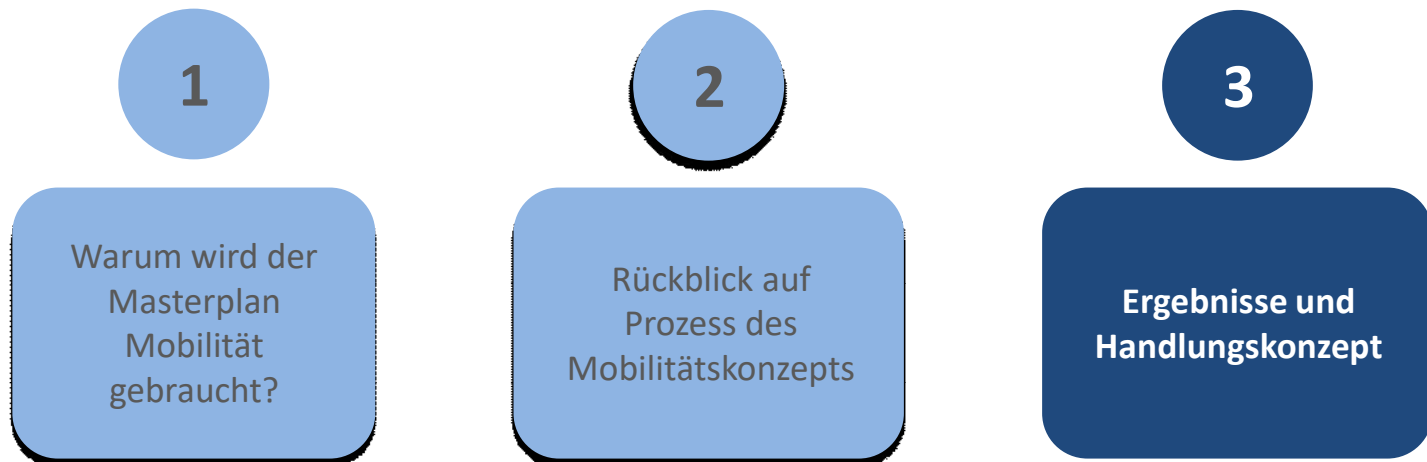 1
Warum wird der
Masterplan
Mobilität
gebraucht?
2
Rückblick auf
Prozess des
Mobilitätskonzepts
3
Ergebnisse und
Handlungskonzept